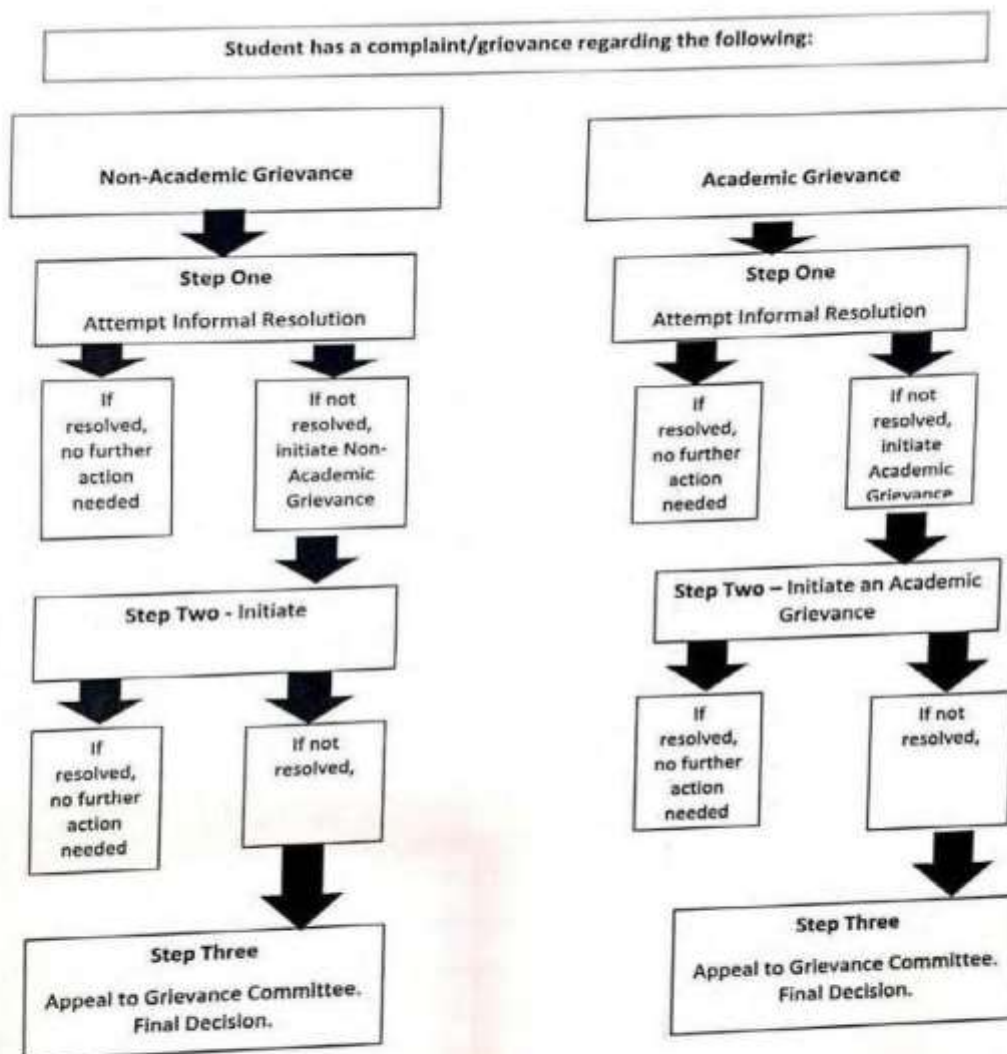 Student has a complaint/grievance regarding the following:
Non-Academic Grievance
Step One
Attempt Informal Resolution
If
resolved,
no further
action
needed
If not
resolved,
initiate Non-
Academic
Grievance
Step Two - Initiate
If
resolved,
no further
action
needed
If not
resolved,
Step Three
Appeal to Grievance Committee.
Final Decision.
Academic Grievance
Step One
Attempt Informal Resolution
If
resolved,
no further
action
needed
If not
resolved,
initiate
Academic
Grievance
Step Two – Initiate an Academic
Grievance
If
resolved,
no further
action
needed
If not
resolved,
Step Three
Appeal to Grievance Committee.
Final Decision.